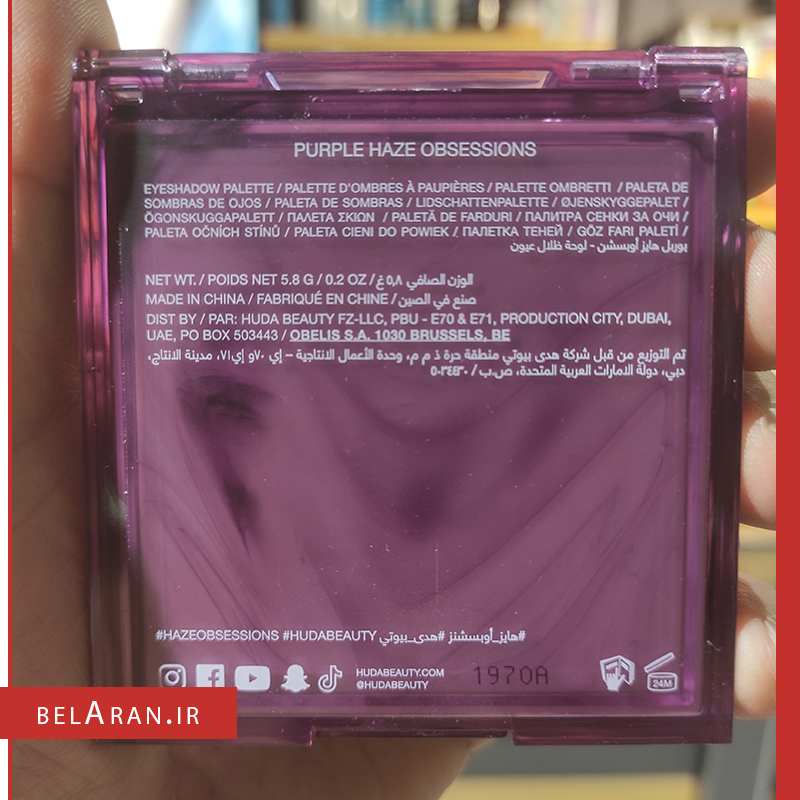 PURPLE HAZE OBSESSIONS
EYESHADOW PALETTE / PALETTE D'OMBRES À PAUPIÈRES / PALETTE OMBRETTI / PALETA DE
SOMBRAS DE OJOS / PALETA DE SOMBRAS / LIDSCHATTENPALETTE / ØJENSKYGGEPALET /
ÖGONSKUGGAPALETT / ΠΑΛΕΤΑ ΣΚΙΩΝ / PALETĂ DE FARDURI / ПАЛИТРА СЕНКИ ЗА ОЧИ /
PALETA OČNÍCH STÍNŮ / PALETA CIENI DO POWIEK / ПАЛЕТКА ТЕНЕЙ / GÖZ FARI PALETİ /
بوربل هايز أوبسشن - لوحة ظلال عيون
NET WT. / POIDS NET 5.8 G / 0.2 OZ / الوزن الصافي ٥,٨ غ
MADE IN CHINA / FABRIQUÉ EN CHINE / صنع في الصين
DIST BY / PAR: HUDA BEAUTY FZ-LLC, PBU - E70 & E71, PRODUCTION CITY, DUBAI,
UAE, PO BOX 503443 / OBELIS S.A. 1030 BRUSSELS, BE
تم التوزيع من قبل شركة هدى بيوتي منطقة حرة ذ م م، وحدة الأعمال الانتاجية – إي ٧٠ و إي٧١، مدينة الانتاج،
دبي، دولة الامارات العربية المتحدة، ص.ب /
#HAZEOBSESSIONS #HUDABEAUTY #هايز_أوبسشنز #هدى_بيوتي
HUDABEAUTY.COM
@HUDABEAUTY
1970A
24M
BELARAN.IR